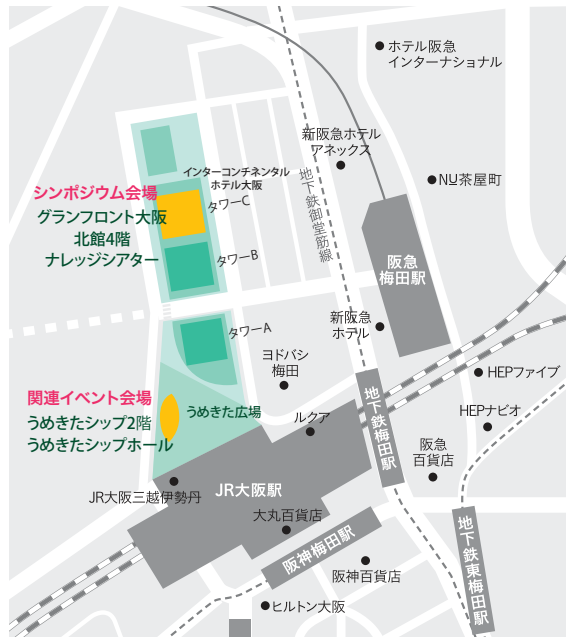 ホテル阪急
インターナショナル
新阪急ホテル
アネックス
NU茶屋町
地下鉄御堂筋線
インターコンチネンタル
ホテル大阪
タワーC
シンポジウム会場
グランフロント大阪
北館4階
ナレッジシアター
タワーB
阪急
梅田駅
新阪急
ホテル
タワーA
ヨドバシ
梅田
HEPファイブ
関連イベント会場
うめきたシップ2階
うめきたシップホール
うめきた広場
ルクア
地下鉄梅田駅
HEPナビオ
阪急
百貨店
JR大阪三越伊勢丹
JR大阪駅
大丸百貨店
阪神梅田駅
阪神百貨店
地下鉄東梅田駅
ヒルトン大阪